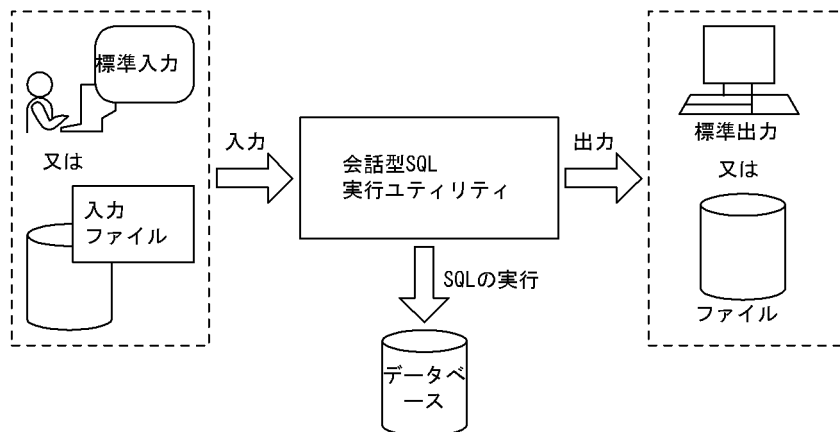 標準入力
又は
入力
ファイル
入力
会話型SQL
実行ユティリティ
出力
SQLの実行
データベ
ース
標準出力
又は
ファイル